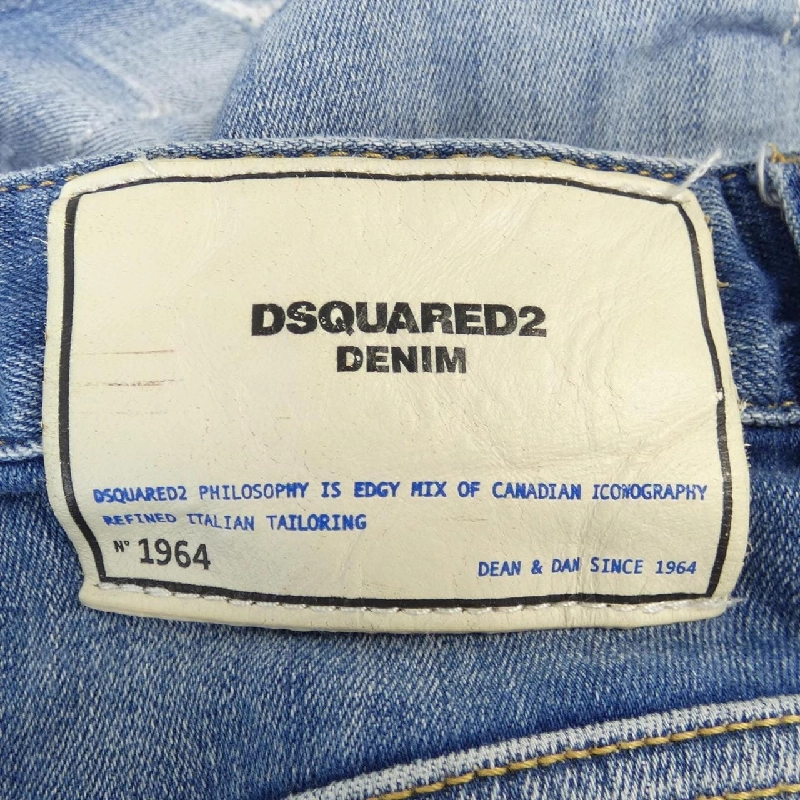 DSQUARED2
DENIM
DSQUARED2 PHILOSOPHY IS EDGY MIX OF CANADIAN ICONOGRAPHY
REFINED ITALIAN TAILORING
N° 1964
DEAN & DAN SINCE 1964